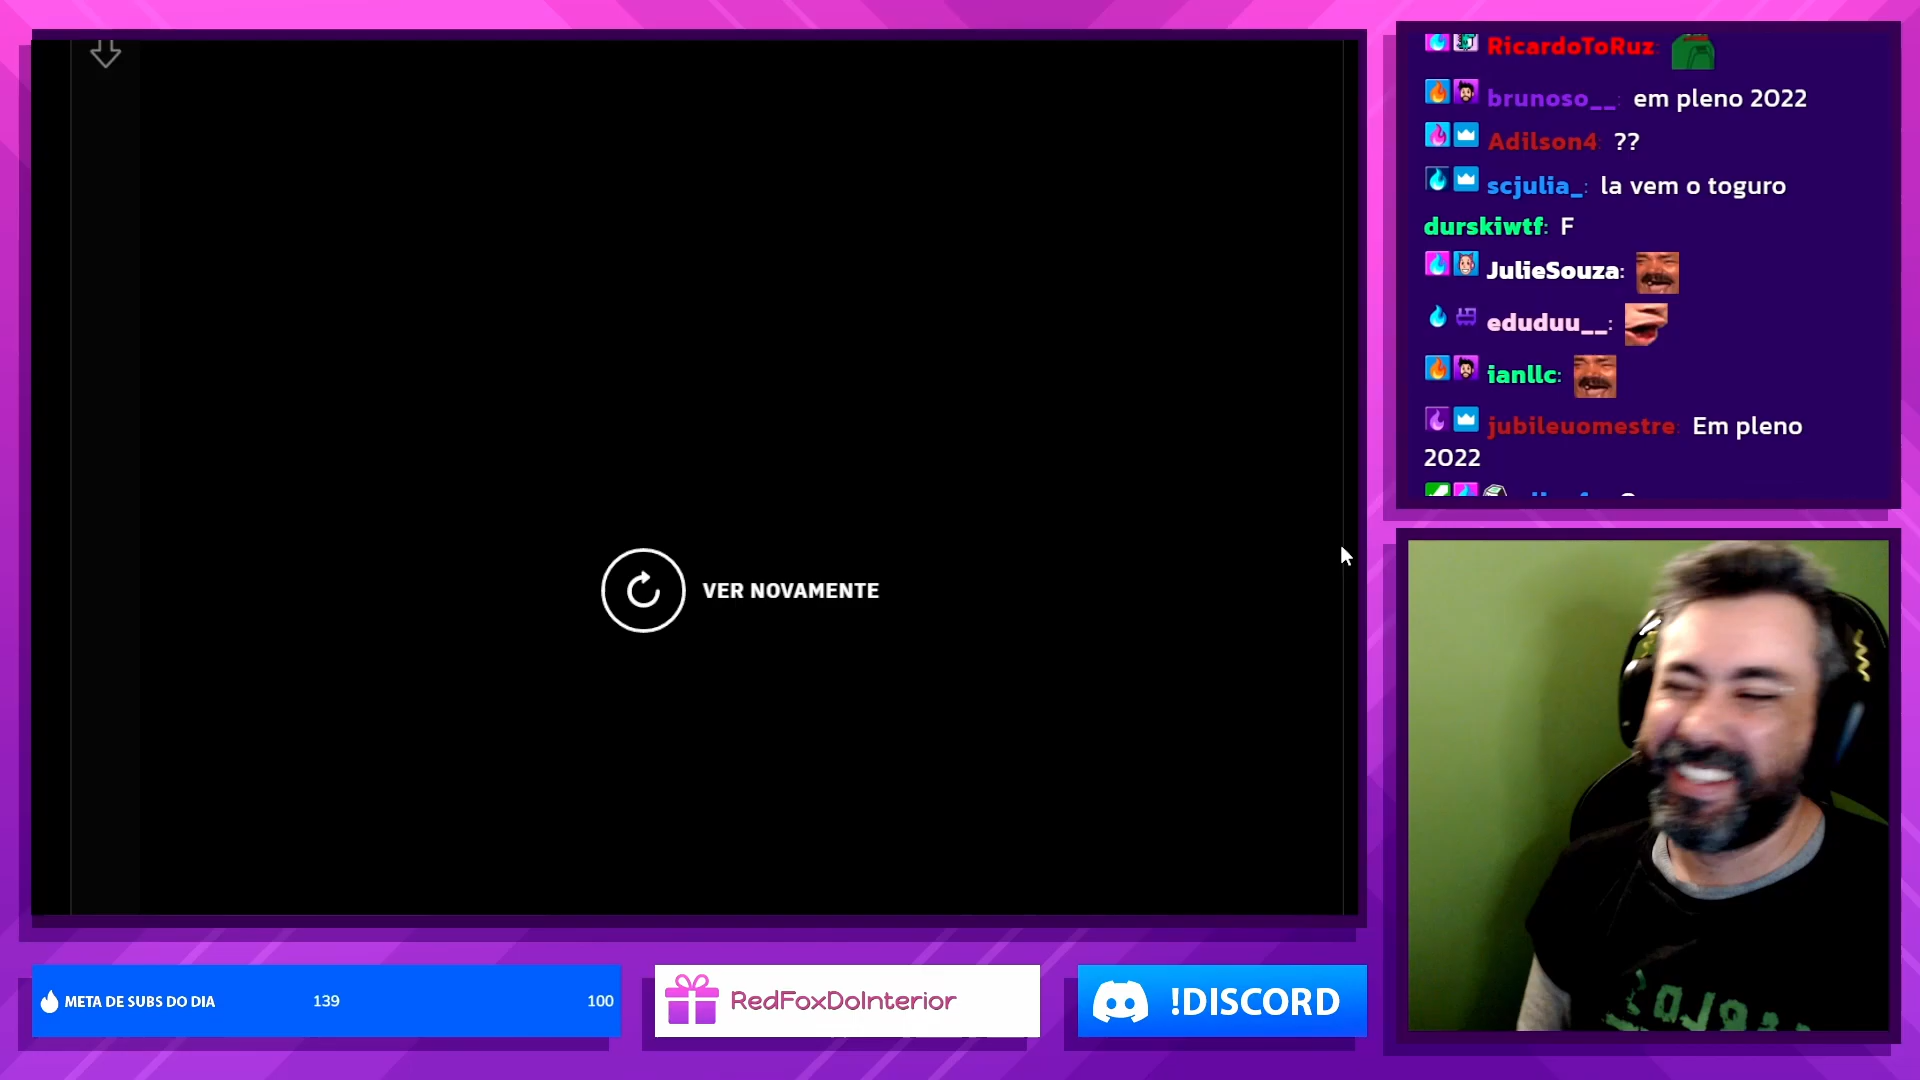 VER NOVAMENTE
RicardoToRuz:
brunoso__: em pleno 2022
Adilson4: ??
scjulia_: la vem o toguro
durskiwtf: F
JulieSouza:
eduduu__:
ianllc:
jubileuomestre: Em pleno
2022
META DE SUBS DO DIA 139 100
RedFoxDoInterior
!DISCORD